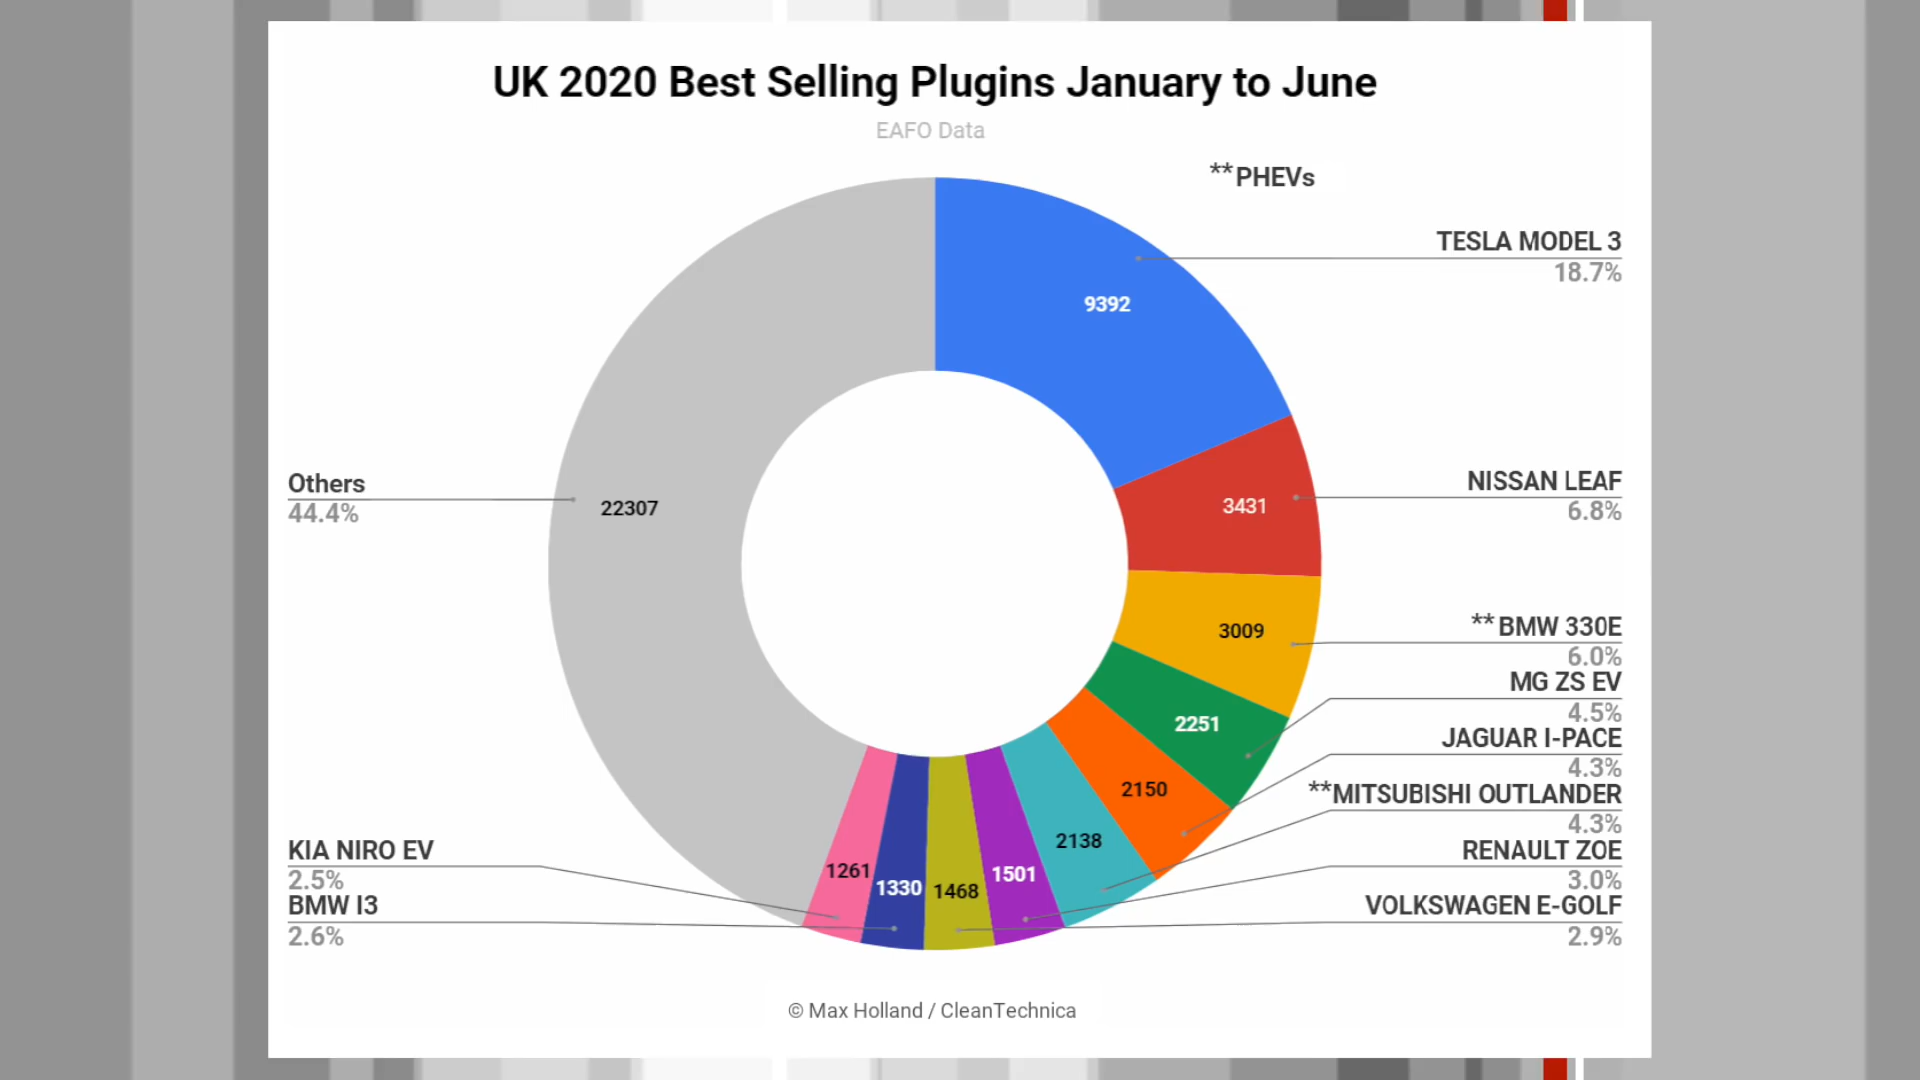 UK 2020 Best Selling Plugins January to June
EAFO Data
**PHEVs
TESLA MODEL 3
18.7%
9392
NISSAN LEAF
6.8%
3431
Others
44.4%
22307
**BMW 330E
6.0%
3009
MG ZS EV
4.5%
2251
JAGUAR I-PACE
4.3%
2150
**MITSUBISHI OUTLANDER
4.3%
2138
RENAULT ZOE
3.0%
1501
VOLKSWAGEN E-GOLF
2.9%
1468
KIA NIRO EV
2.5%
1261
BMW I3
2.6%
1330
© Max Holland / CleanTechnica